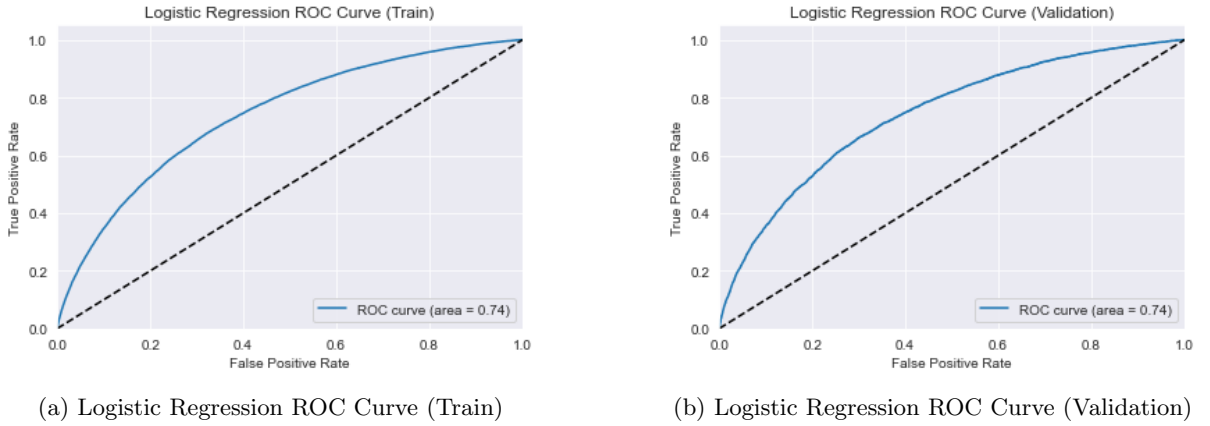 Logistic Regression ROC Curve (Train)
True Positive Rate
1.0
0.8
0.6
0.4
0.2
0.0
ROC curve (area = 0.74)
0.0 0.2 0.4 0.6 0.8 1.0
False Positive Rate
(a) Logistic Regression ROC Curve (Train)
Logistic Regression ROC Curve (Validation)
True Positive Rate
1.0
0.8
0.6
0.4
0.2
0.0
ROC curve (area = 0.74)
0.0 0.2 0.4 0.6 0.8 1.0
False Positive Rate
(b) Logistic Regression ROC Curve (Validation)